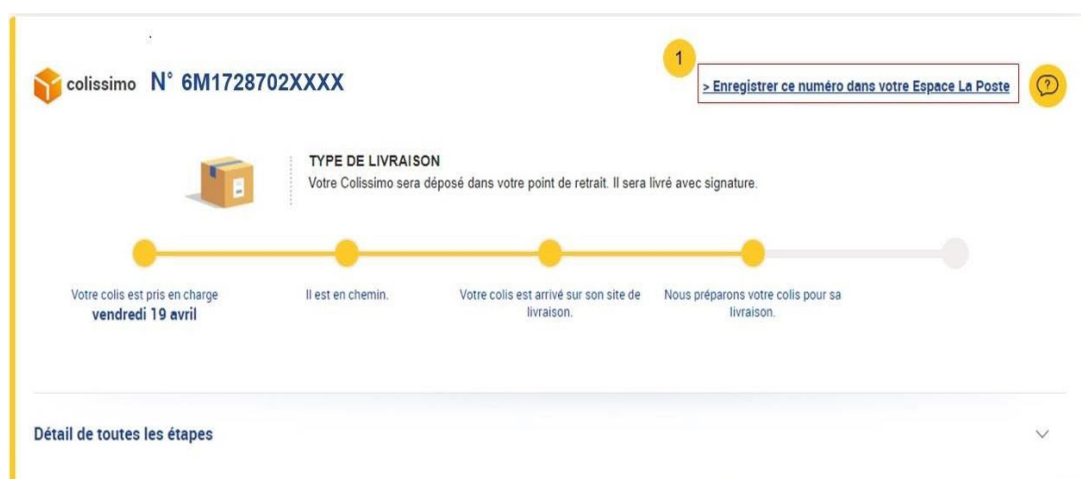 1
colissimo N° 6M1728702XXXX
> Enregistrer ce numéro dans votre Espace La Poste
?
TYPE DE LIVRAISON
Votre Colissimo sera déposé dans votre point de retrait. Il sera livré avec signature.
Votre colis est pris en charge
vendredi 19 avril
Il est en chemin.
Votre colis est arrivé sur son site de
livraison.
Nous préparons votre colis pour sa
livraison.
Détail de toutes les étapes